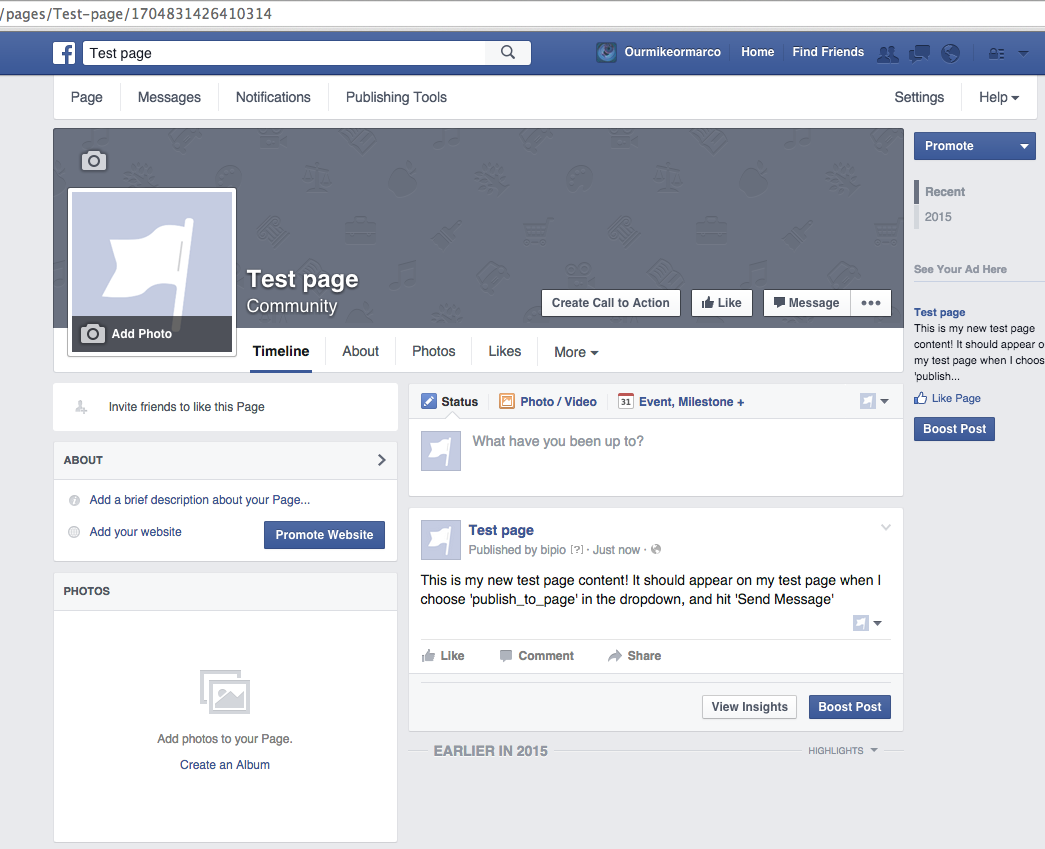 /pages/Test-page/1704831426410314
f Test page Ourmikeormarco Home Find Friends
Page Messages Notifications Publishing Tools Settings Help
Promote
Recent
2015
See Your Ad Here
Test page
Community
Create Call to Action Like Message •••
Add Photo
Timeline About Photos Likes More
Test page
This is my new test page
content! It should appear o
my test page when I choos
'publish...
Like Page
Boost Post
Invite friends to like this Page
ABOUT
Add a brief description about your Page...
Add your website
Promote Website
PHOTOS
Add photos to your Page.
Create an Album
Status Photo / Video 31 Event, Milestone +
What have you been up to?
Test page
Published by bipio [?] · Just now ·
This is my new test page content! It should appear on my test page when I
choose 'publish_to_page' in the dropdown, and hit 'Send Message'
Like Comment Share
View Insights Boost Post
EARLIER IN 2015 HIGHLIGHTS